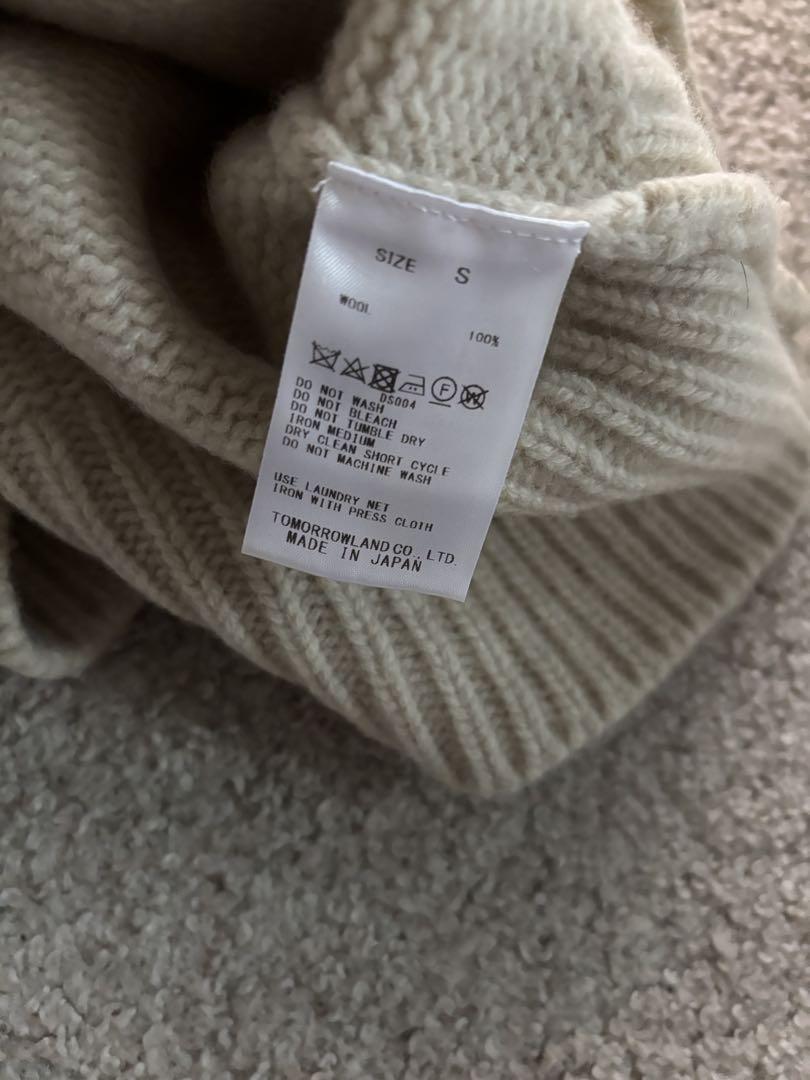 SIZE S
WOOL
100%
F W
DS004
DO NOT WASH
DO NOT BLEACH
DO NOT TUMBLE DRY
IRON MEDIUM
DRY CLEAN SHORT CYCLE
DO NOT MACHINE WASH
USE LAUNDRY NET
IRON WITH PRESS CLOTH
TOMORROWLAND CO., LTD.
MADE IN JAPAN